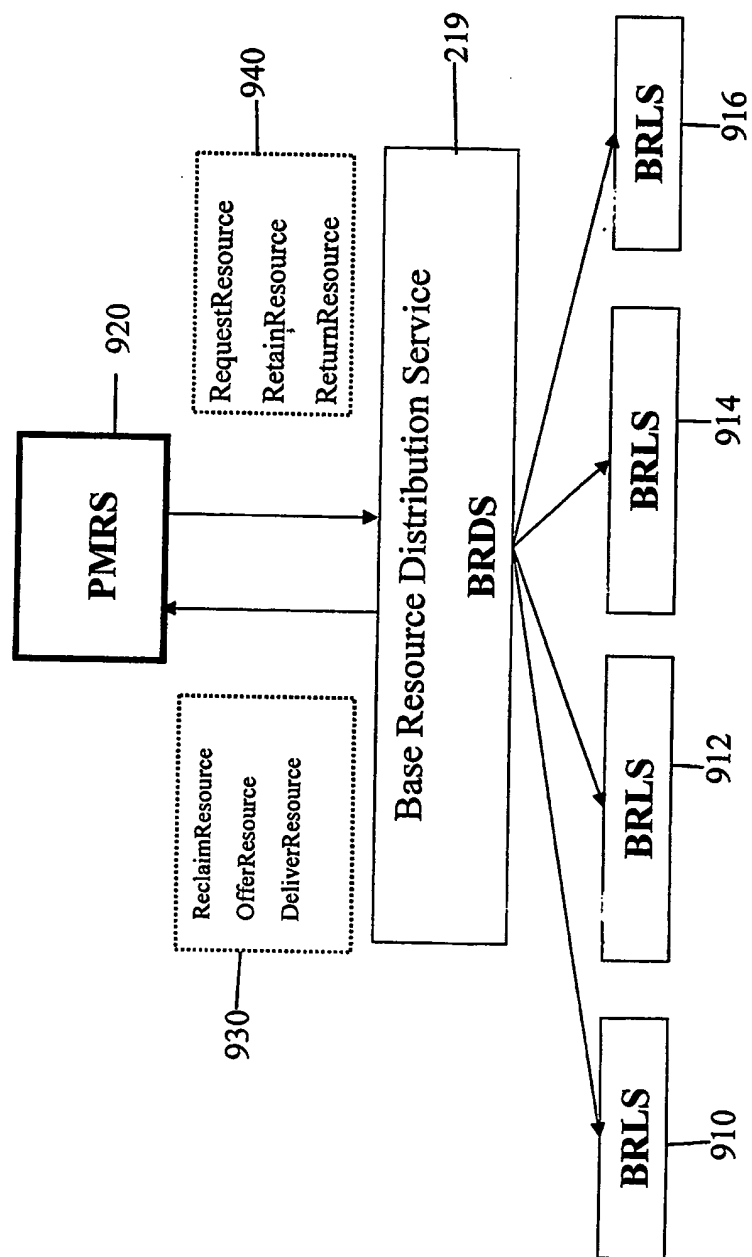 920
PMRS
930
ReclaimResource
OfferResource
DeliverResource
940
RequestResource
RetainResource
ReturnResource
219
Base Resource Distribution Service
BRDS
BRLS
910
BRLS
912
BRLS
914
BRLS
916